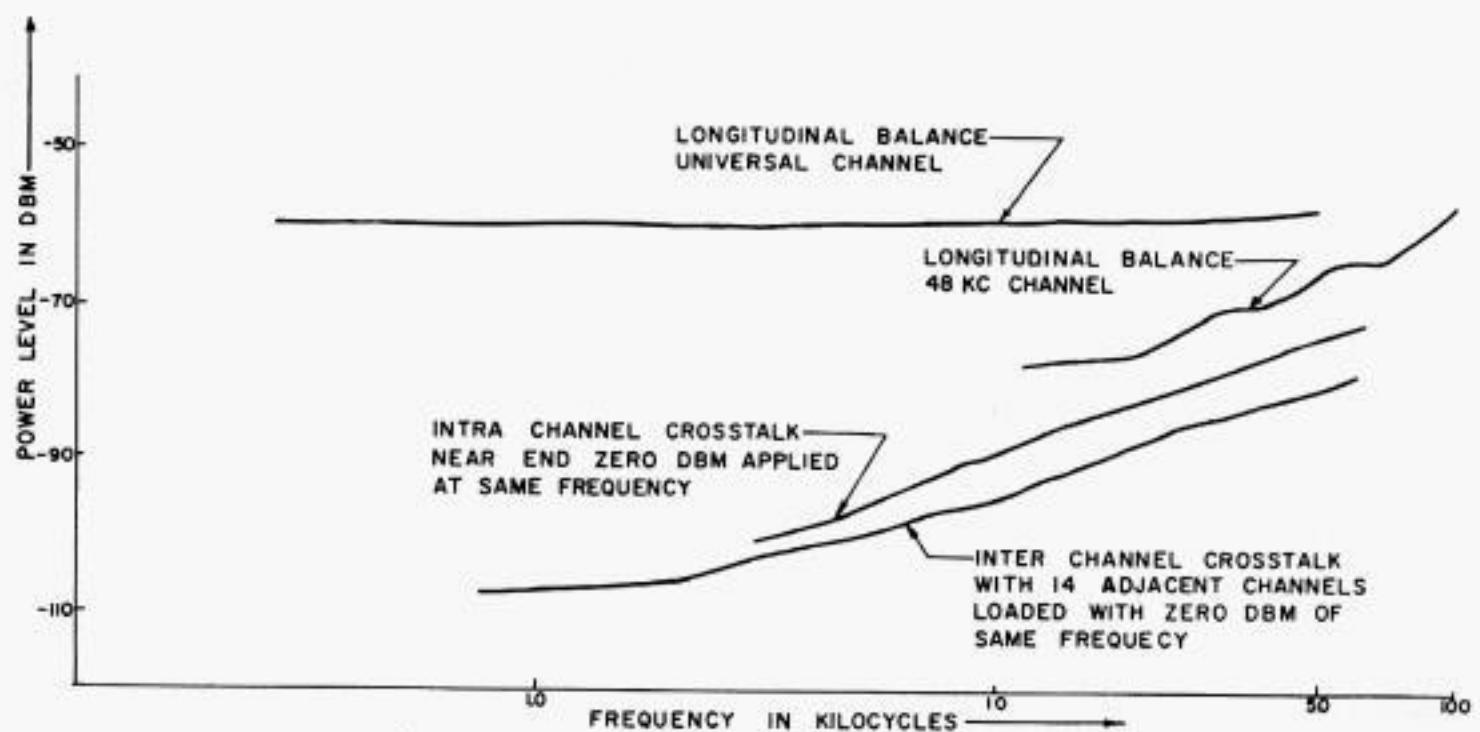 POWER LEVEL IN DBM
-50
-70
-90
-110
LONGITUDINAL BALANCE
UNIVERSAL CHANNEL
LONGITUDINAL BALANCE
48 KC CHANNEL
INTRA CHANNEL CROSSTALK
NEAR END ZERO DBM APPLIED
AT SAME FREQUENCY
INTER CHANNEL CROSSTALK
WITH 14 ADJACENT CHANNELS
LOADED WITH ZERO DBM OF
SAME FREQUECY
1.0
10
50
100
FREQUENCY IN KILOCYCLES